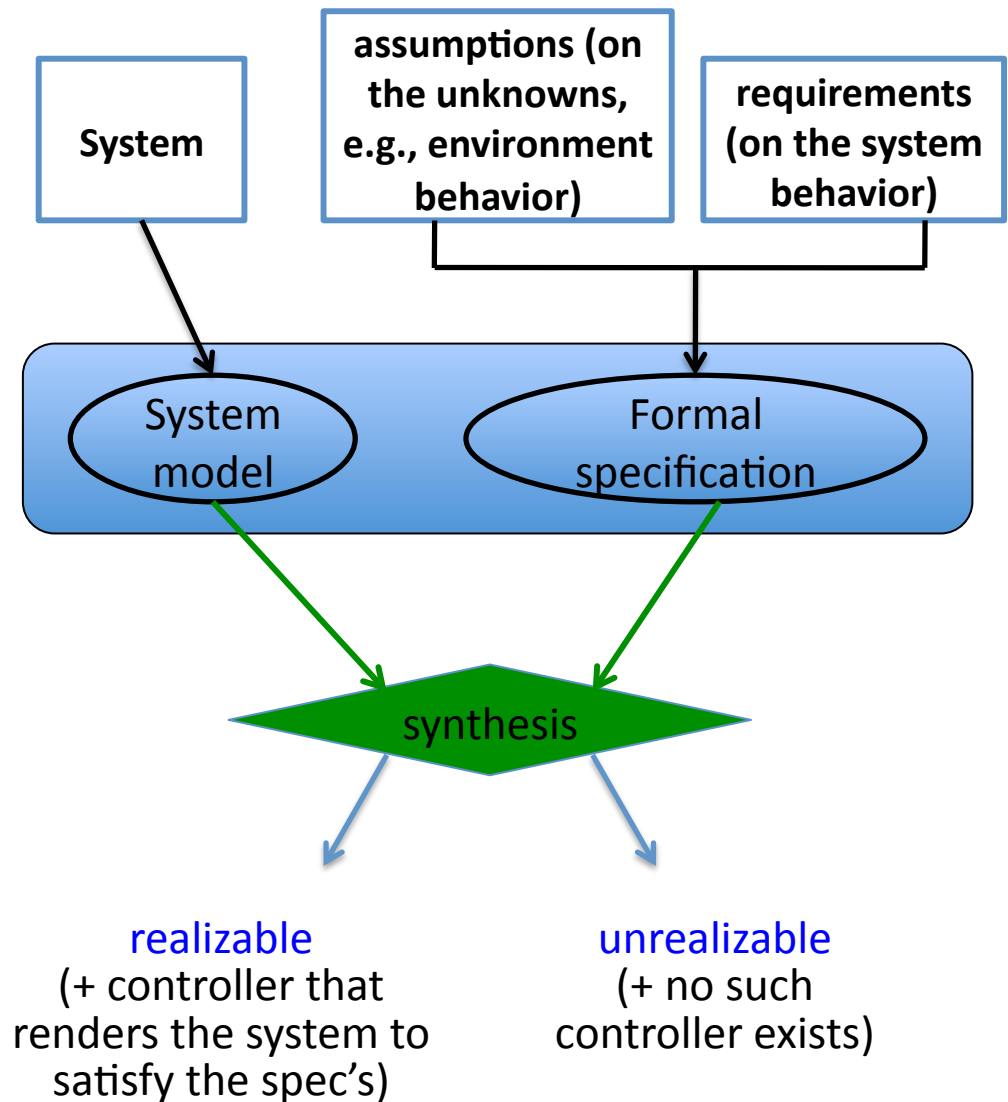 System
assumptions (on
the unknowns,
e.g., environment
behavior)
requirements
(on the system
behavior)
System
model
Formal
specification
synthesis
realizable
(+ controller that
renders the system to
satisfy the spec's)
unrealizable
(+ no such
controller exists)